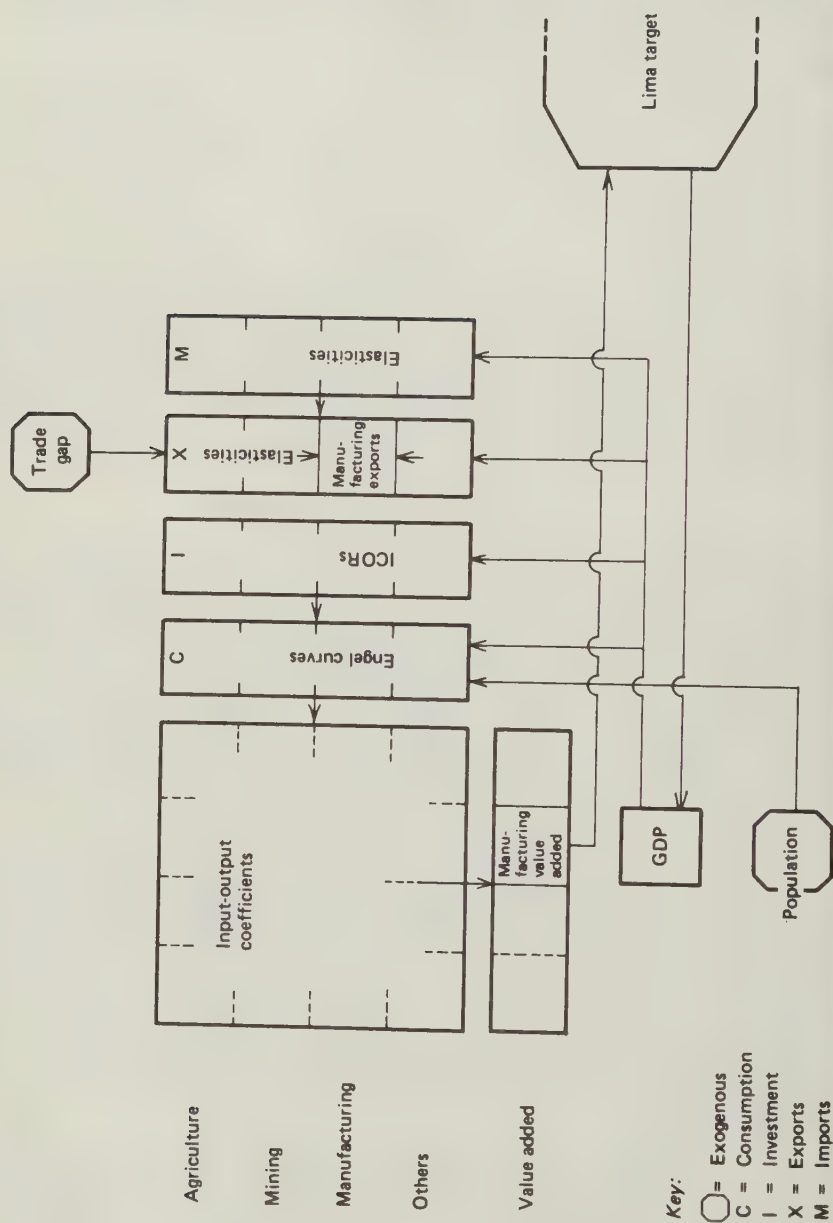 Trade
gap
X
Elasticities
Manu-
facturing
exports
M
Elasticities
I
ICORs
C
Engel curves
Input-output
coefficients
Manu-
facturing
value
added
GDP
Population
Lima target
Agriculture
Mining
Manufacturing
Others
Value added
Key:
= Exogenous
C = Consumption
I = Investment
X = Exports
M = Imports